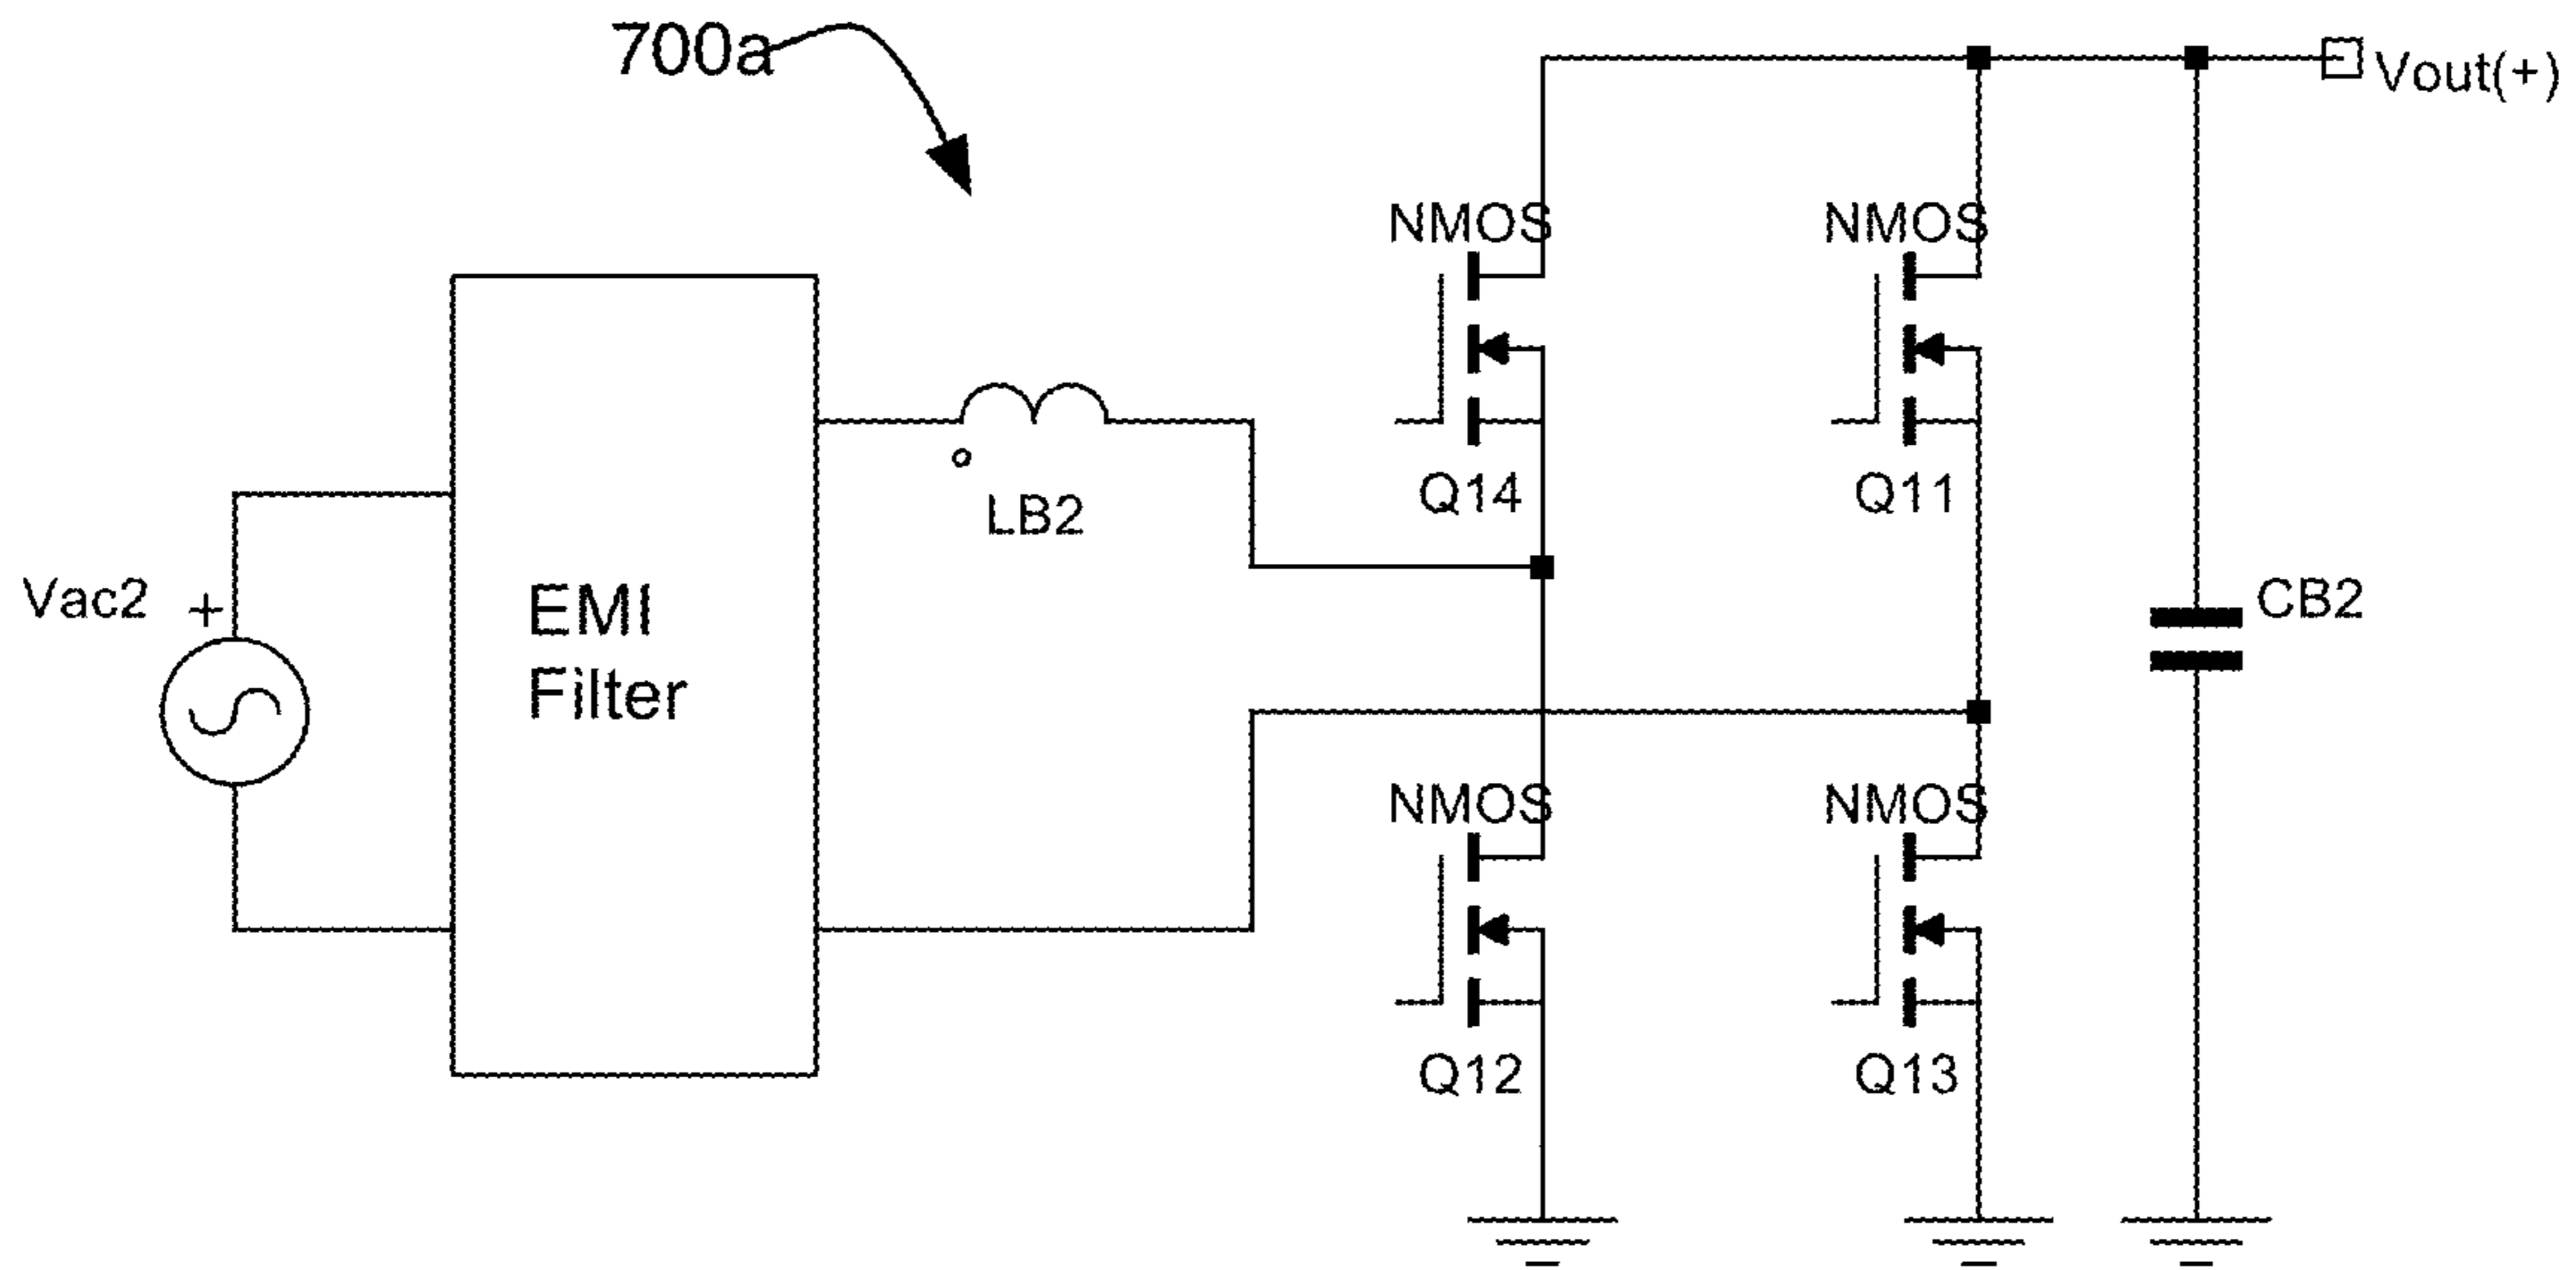 700a
Vout(+)
NMOS
NMOS
Q14
Q11
LB2
Vac2
+
EMI
Filter
CB2
NMOS
NMOS
Q12
Q13